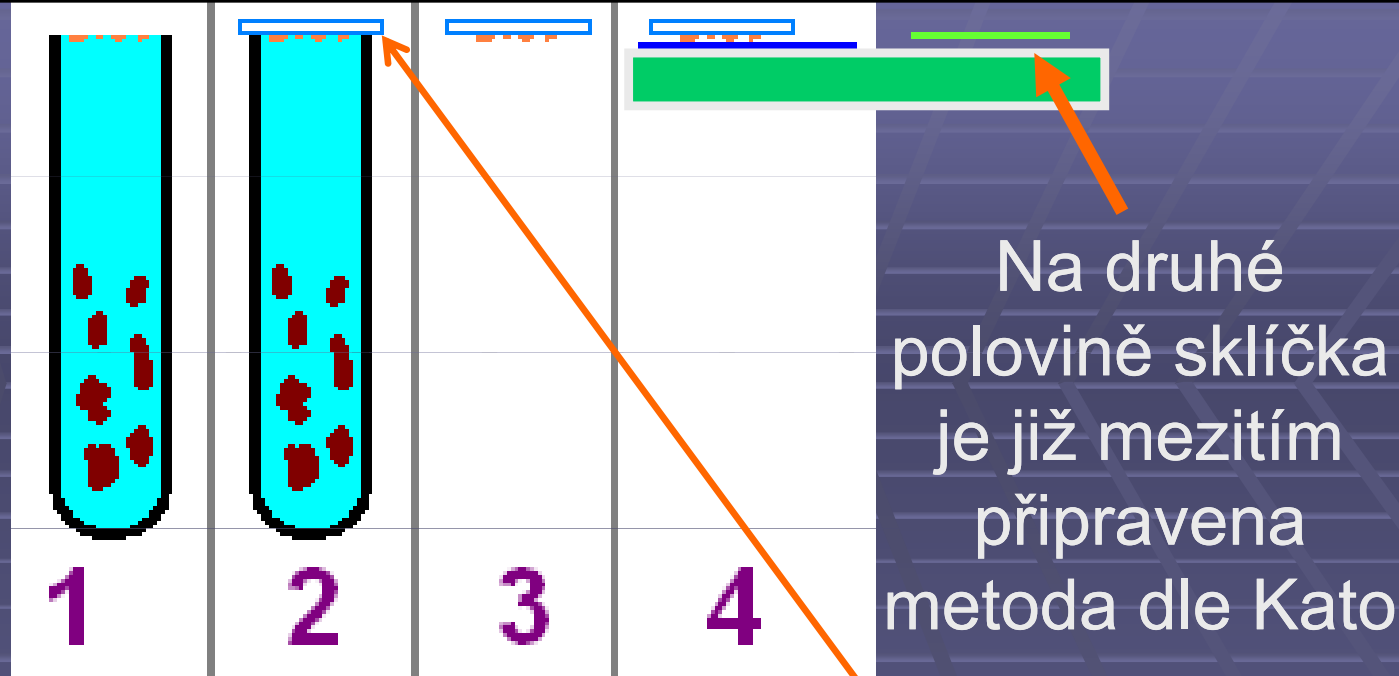 1 2 3 4
Na druhé
polovině sklíčka
je již mezitím
připravena
metoda dle Kato